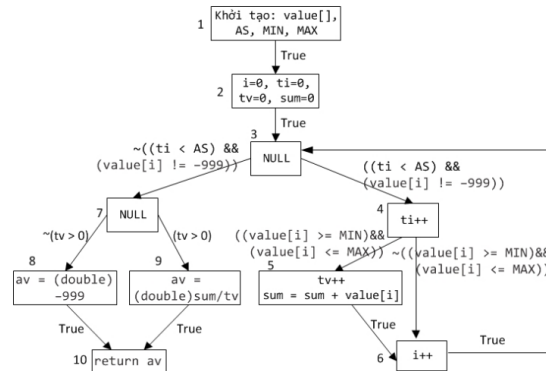 1
Khởi tạo: value[],
AS, MIN, MAX
True
2
i=0, ti=0,
tv=0, sum=0
True
3
NULL
~((ti < AS) &&
(value[i] != -999))
((ti < AS) &&
(value[i] != -999))
7
NULL
4
ti++
~(tv > 0)
(tv > 0)
((value[i] >= MIN)&&
(value[i] <= MAX))
~((value[i] >= MIN)&&
(value[i] <= MAX))
8
av = (double)
-999
9
av =
(double)sum/tv
5
tv++
sum = sum + value[i]
True
True
True
True
10
return av
6
i++